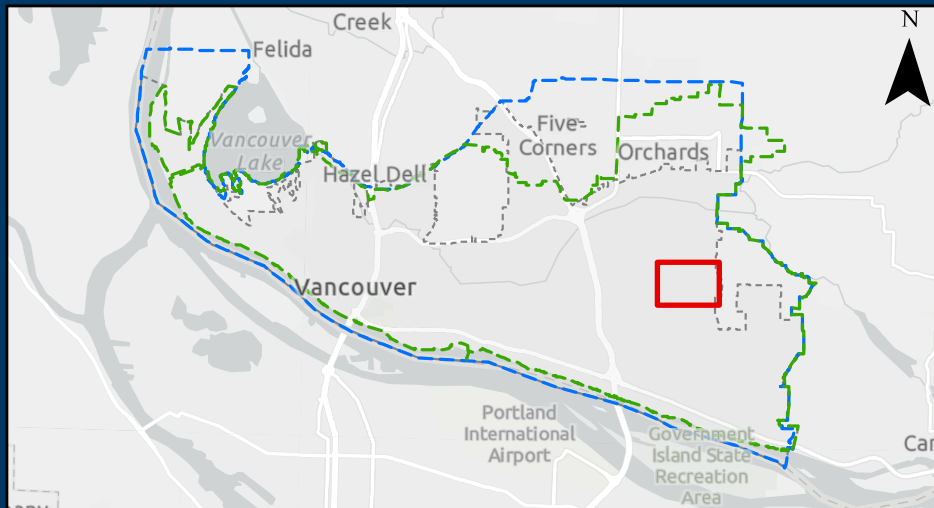 Creek
N
Felida
Vancouver
Lake
Five-
Corners
Orchards
Hazel Dell
Vancouver
Portland
International
Airport
Government
Island State
Recreation
Area